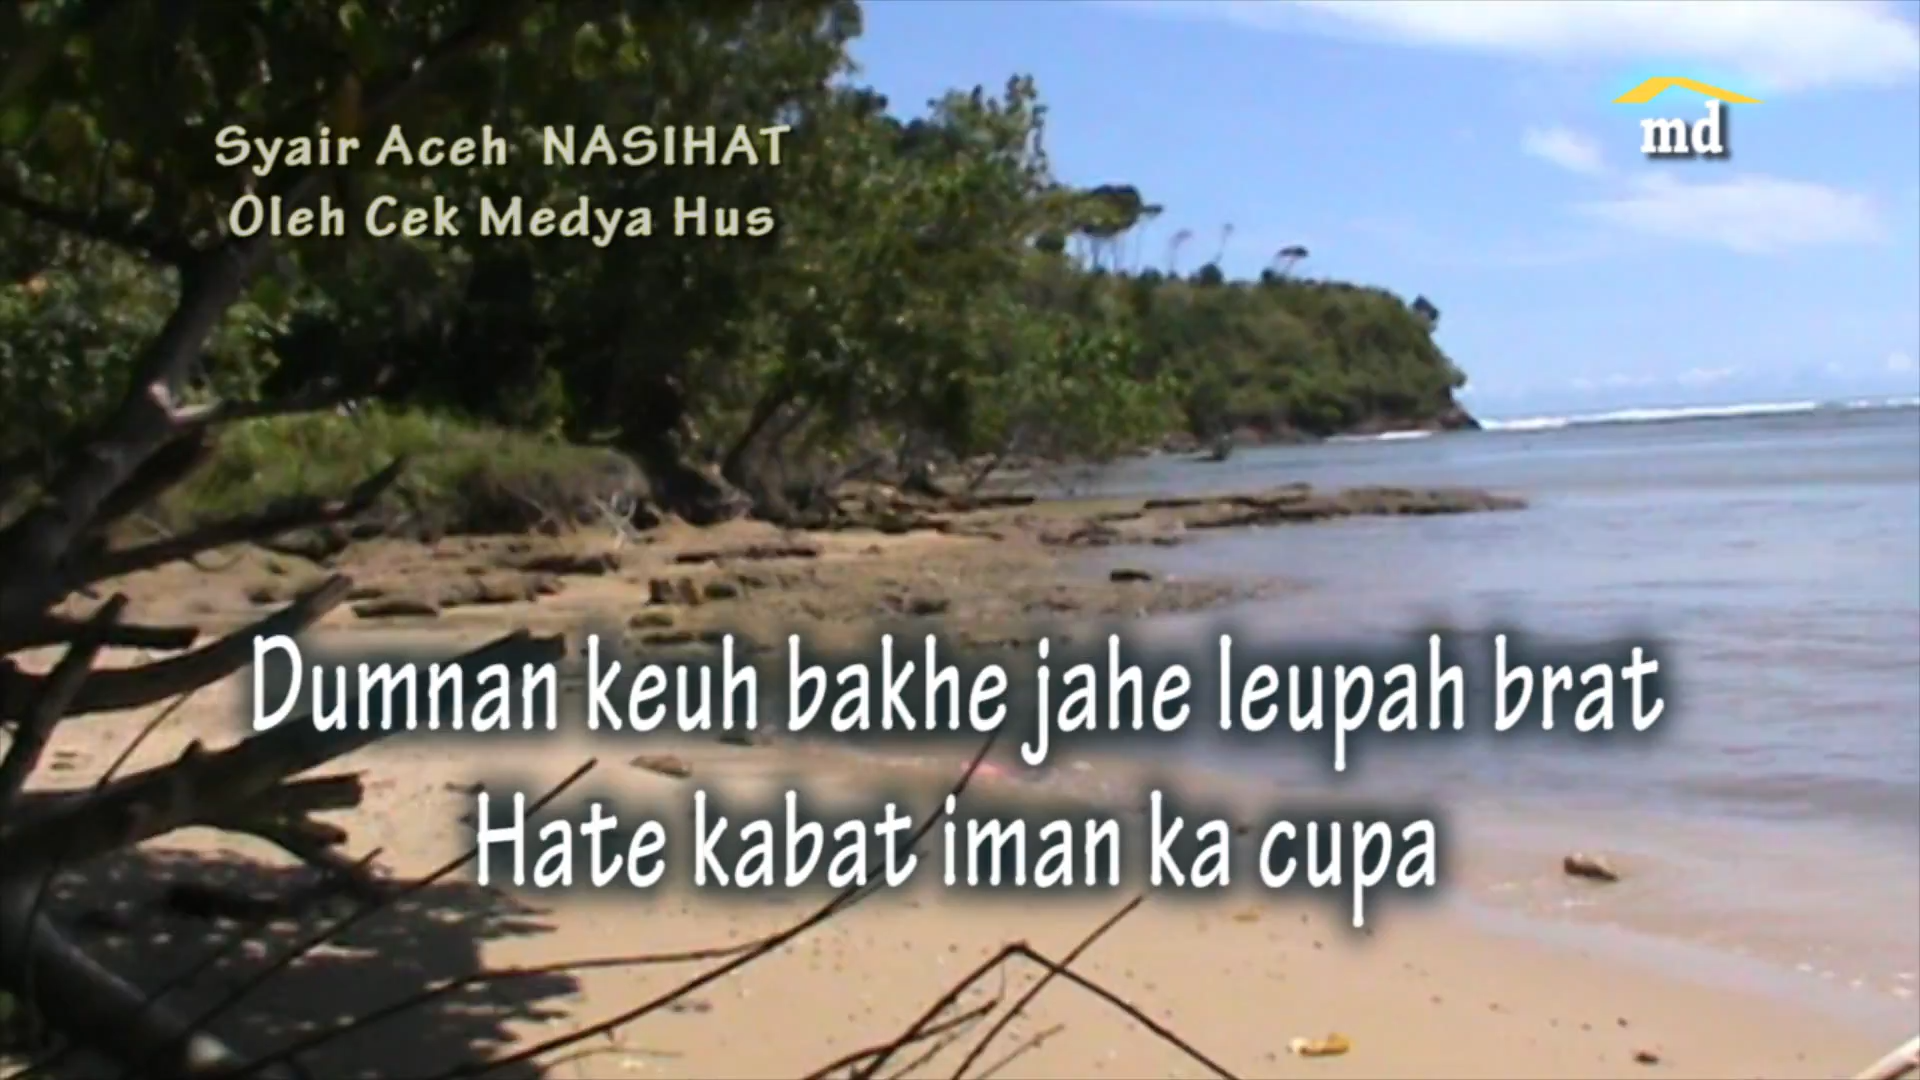 Syair Aceh NASIHAT
Oleh Cek Medya Hus
md
Dumnan keuh bakhe jahe leupah brat
Hate kabat iman ka cupa